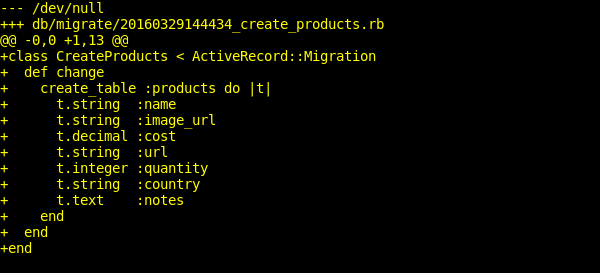 --- /dev/null
+++ db/migrate/20160329144434_create_products.rb
@@ -0,0 +1,13 @@
+class CreateProducts < ActiveRecord::Migration
+  def change
+    create_table :products do |t|
+      t.string  :name
+      t.string  :image_url
+      t.decimal :cost
+      t.string  :url
+      t.integer :quantity
+      t.string  :country
+      t.text    :notes
+    end
+  end
+end